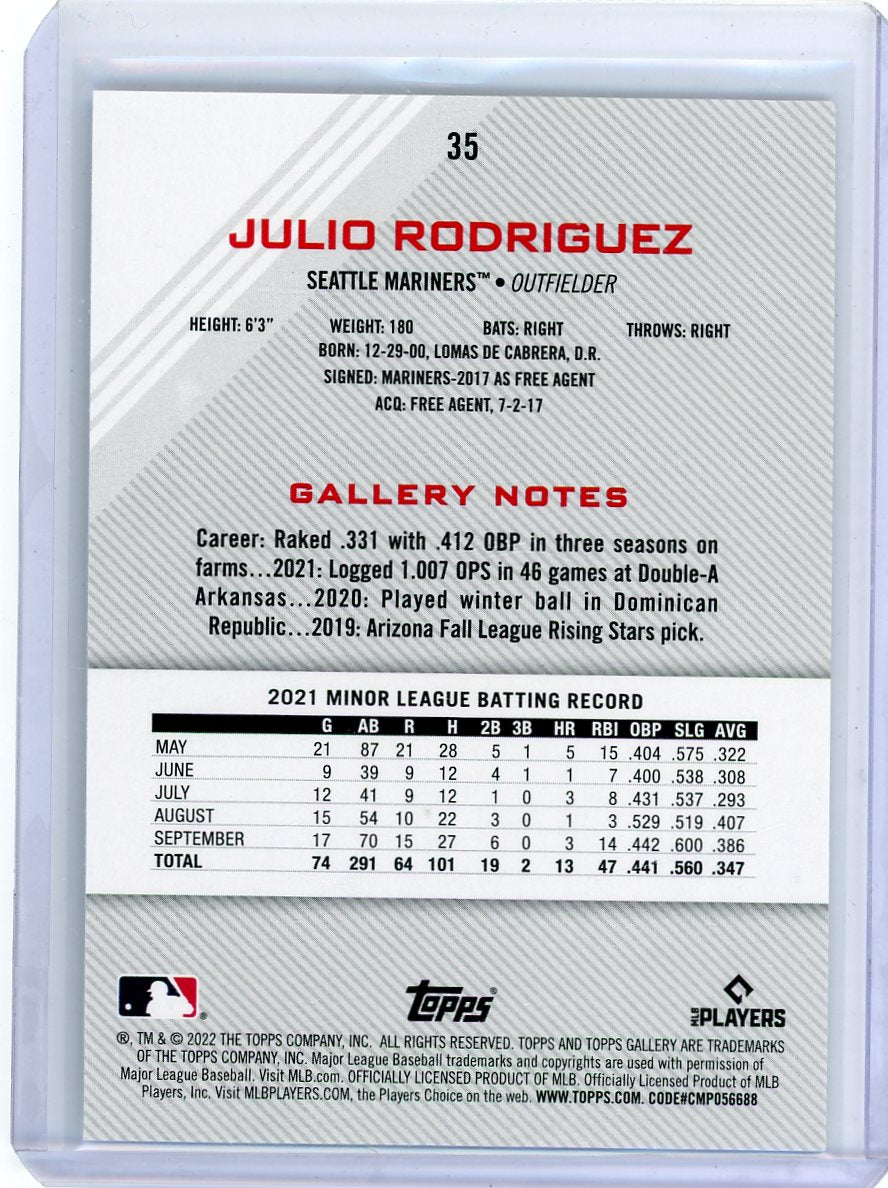 35
JULIO RODRIGUEZ
SEATTLE MARINERS™ • OUTFIELDER
HEIGHT: 6'3" WEIGHT: 180 BATS: RIGHT THROWS: RIGHT
BORN: 12-29-00, LOMAS DE CABRERA, D.R.
SIGNED: MARINERS-2017 AS FREE AGENT
ACQ: FREE AGENT, 7-2-17
GALLERY NOTES
Career: Raked .331 with .412 OBP in three seasons on
farms...2021: Logged 1.007 OPS in 46 games at Double-A
Arkansas...2020: Played winter ball in Dominican
Republic...2019: Arizona Fall League Rising Stars pick.
2021 MINOR LEAGUE BATTING RECORD
G AB R H 2B 3B HR RBI OBP SLG AVG
MAY 21 87 21 28 5 1 5 15 .404 .575 .322
JUNE 9 39 9 12 4 1 1 7 .400 .538 .308
JULY 12 41 9 12 1 0 3 8 .431 .537 .293
AUGUST 15 54 10 22 3 0 1 3 .529 .519 .407
SEPTEMBER 17 70 15 27 6 0 3 14 .442 .600 .386
TOTAL 74 291 64 101 19 2 13 47 .441 .560 .347
® Topps® MLB PLAYERS
®, TM & © 2022 THE TOPPS COMPANY, INC. ALL RIGHTS RESERVED. TOPPS AND TOPPS GALLERY ARE TRADEMARKS
OF THE TOPPS COMPANY, INC. Major League Baseball trademarks and copyrights are used with permission of
Major League Baseball. Visit MLB.com. OFFICIALLY LICENSED PRODUCT OF MLB. Officially Licensed Product of MLB
Players, Inc. Visit MLBPLAYERS.COM, the Players Choice on the web. WWW.TOPPS.COM. CODE#CMP056688